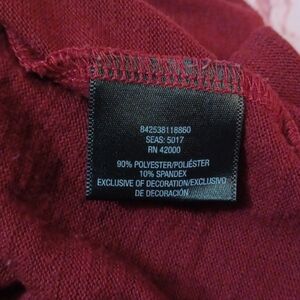 842538118860
SEAS: 5017
RN 42000
90% POLYESTER/POLIÉSTER
10% SPANDEX
EXCLUSIVE OF DECORATION/EXCLUSIVO
DE DECORACIÓN